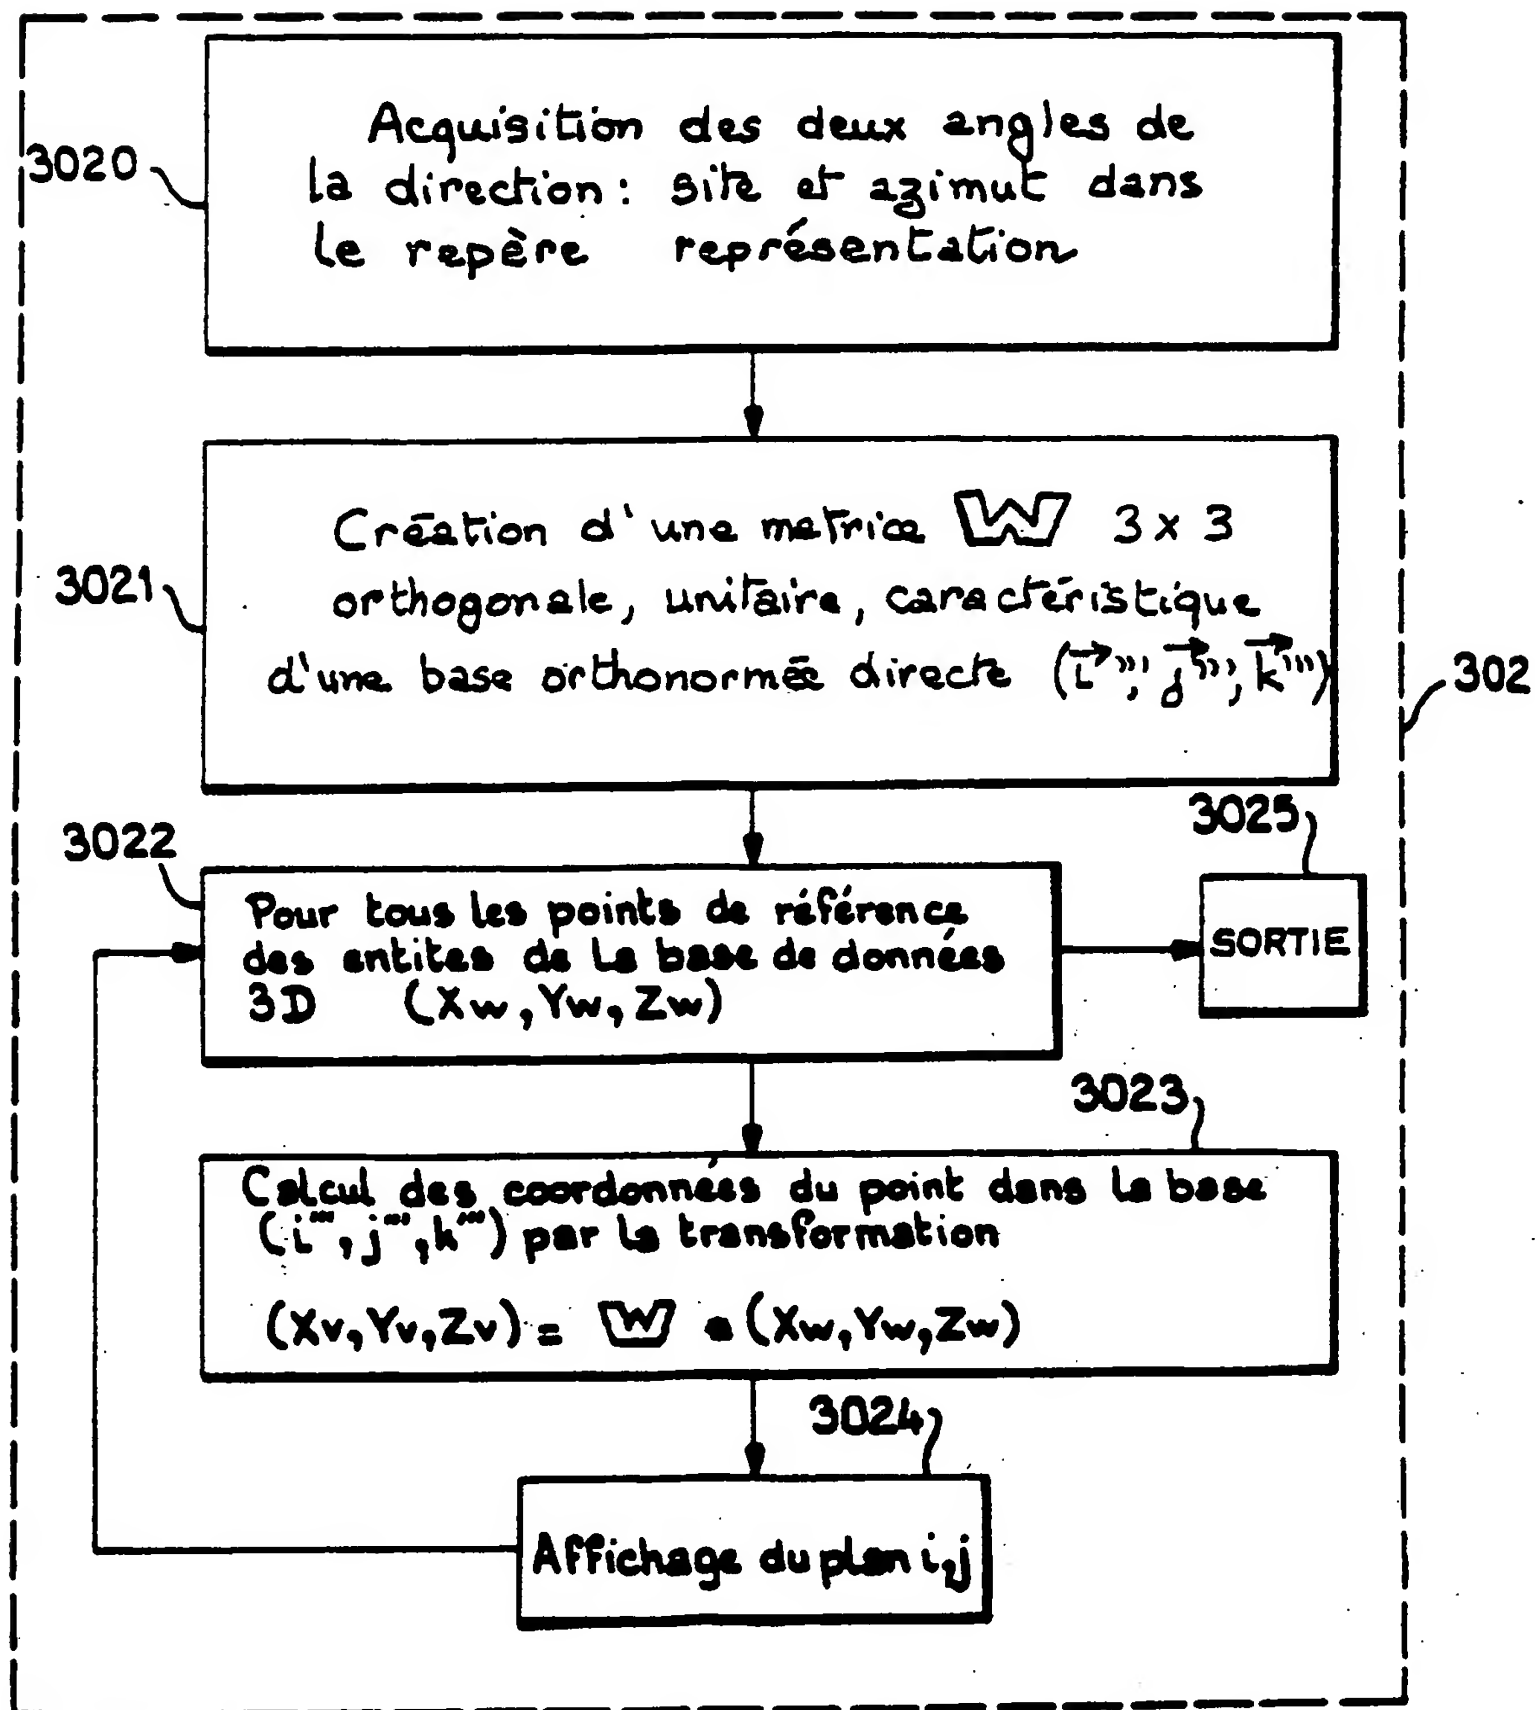 3020
Acquisition des deux angles de
la direction : site et azimut dans
le repère représentation
3021
Création d'une matrice W 3 x 3
orthogonale, unitaire, caractéristique
d'une base orthonormée directe (i''', j''', k''')
302
3022
Pour tous les points de référence
des entites de la base de données
3D (Xw, Yw, Zw)
3025
SORTIE
3023
Calcul des coordonnées du point dans la base
(i''', j''', k''') par la transformation
(Xv, Yv, Zv) = W • (Xw, Yw, Zw)
3024
Affichage du plan i,j